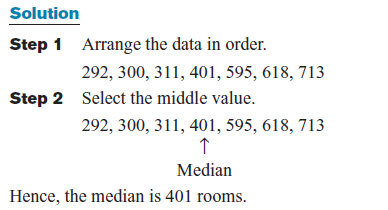 Solution
Step 1 Arrange the data in order.
292, 300, 311, 401, 595, 618, 713
Step 2 Select the middle value.
292, 300, 311, 401, 595, 618, 713
↑
Median
Hence, the median is 401 rooms.